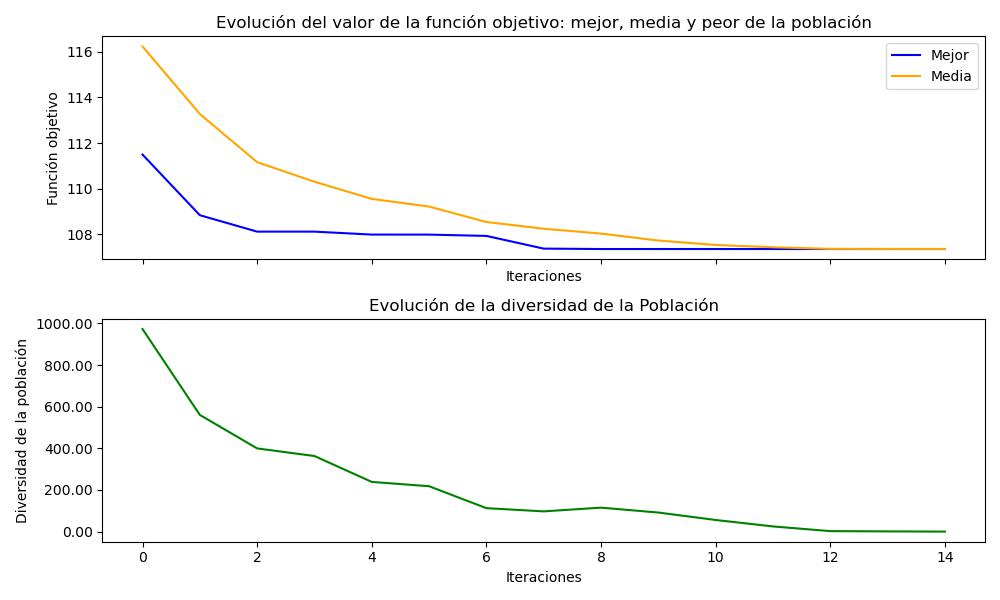 Evolución del valor de la función objetivo: mejor, media y peor de la población
116
114
112
110
108
Función objetivo
Mejor
Media
Iteraciones
Evolución de la diversidad de la Población
1000.00
800.00
600.00
400.00
200.00
0.00
Diversidad de la población
0 2 4 6 8 10 12 14
Iteraciones